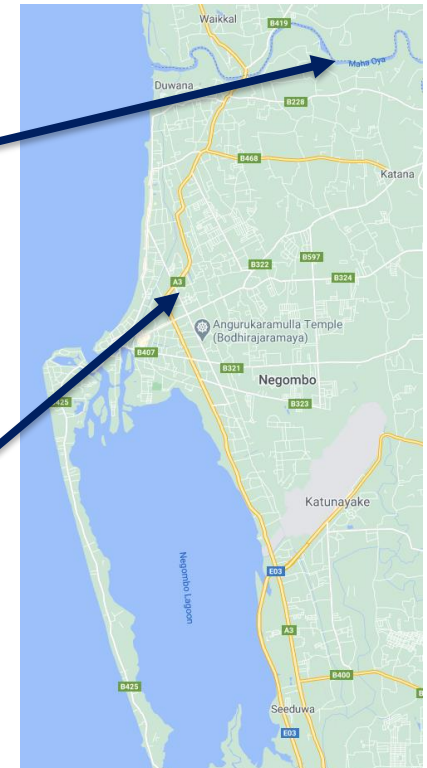 Waikkal
B419
Maha Oya
Duwana
B228
B468
Katana
B597
B322
B324
A3
Angurukaramulla Temple
(Bodhirajaramaya)
B407
B321
Negombo
B425
B323
Katunayake
Negombo Lagoon
E03
A3
B400
B425
Seeduwa
E03